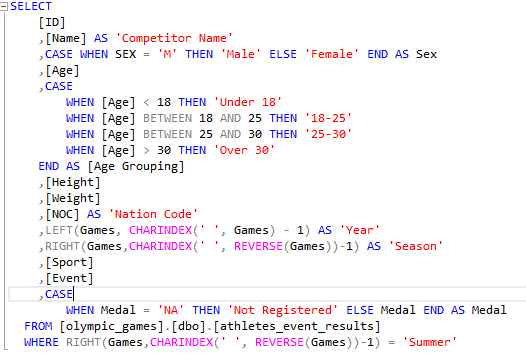 SELECT
[ID]
,[Name] AS 'Competitor Name'
,CASE WHEN SEX = 'M' THEN 'Male' ELSE 'Female' END AS Sex
,[Age]
,CASE
WHEN [Age] < 18 THEN 'Under 18'
WHEN [Age] BETWEEN 18 AND 25 THEN '18-25'
WHEN [Age] BETWEEN 25 AND 30 THEN '25-30'
WHEN [Age] > 30 THEN 'Over 30'
END AS [Age Grouping]
,[Height]
,[Weight]
,[NOC] AS 'Nation Code'
,LEFT(Games, CHARINDEX(' ', Games) - 1) AS 'Year'
,RIGHT(Games,CHARINDEX(' ', REVERSE(Games))-1) AS 'Season'
,[Sport]
,[Event]
,CASE
WHEN Medal = 'NA' THEN 'Not Registered' ELSE Medal END AS Medal
FROM [olympic_games].[dbo].[athletes_event_results]
WHERE RIGHT(Games,CHARINDEX(' ', REVERSE(Games))-1) = 'Summer'